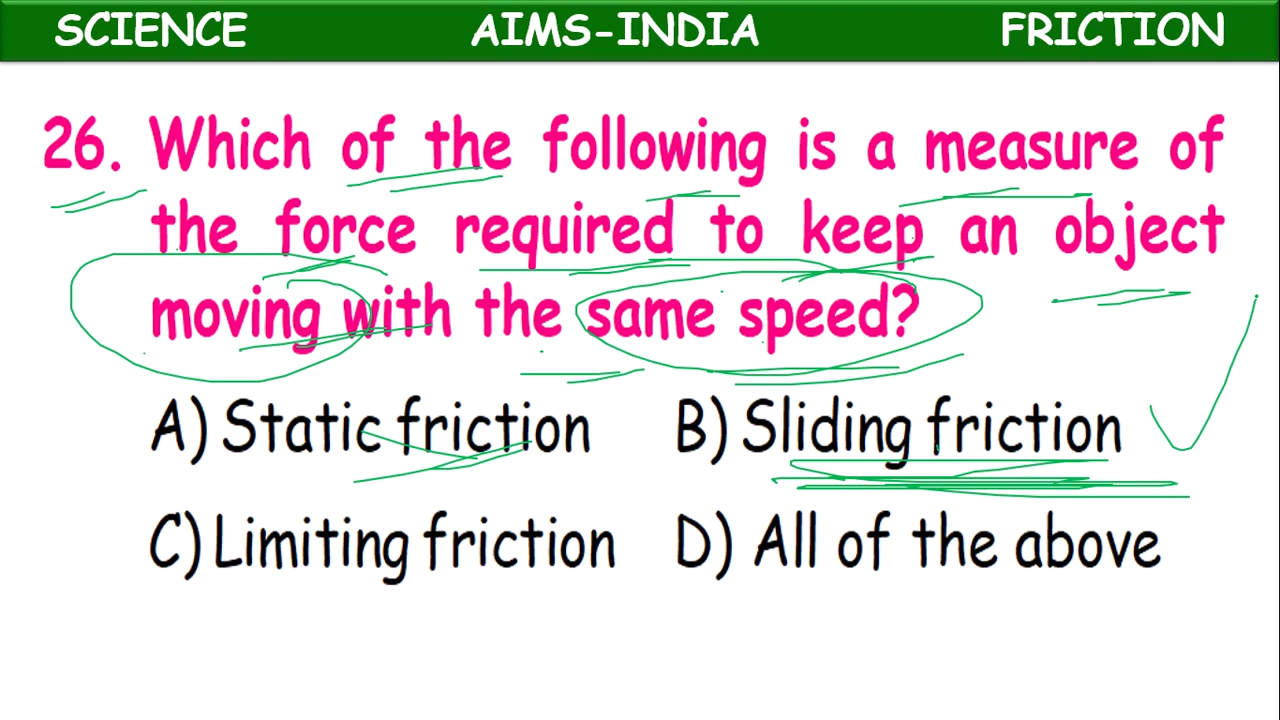 SCIENCE AIMS-INDIA FRICTION
26. Which of the following is a measure of
the force required to keep an object
moving with the same speed?
A) Static friction B) Sliding friction
C) Limiting friction D) All of the above